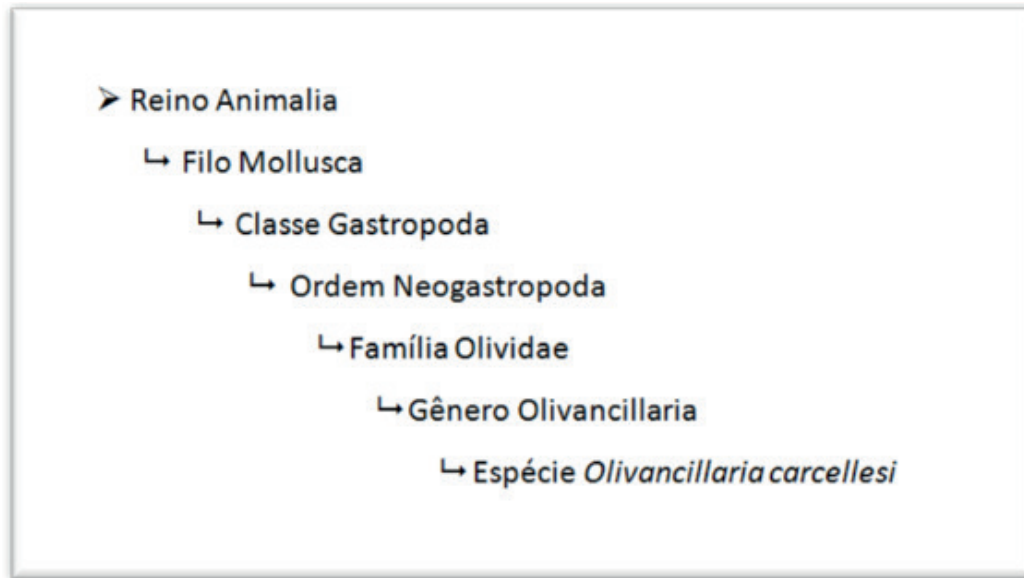 ➤ Reino Animalia
↳ Filo Mollusca
↳ Classe Gastropoda
↳ Ordem Neogastropoda
↳ Família Olividae
↳ Gênero Olivancillaria
↳ Espécie Olivancillaria carcellesi